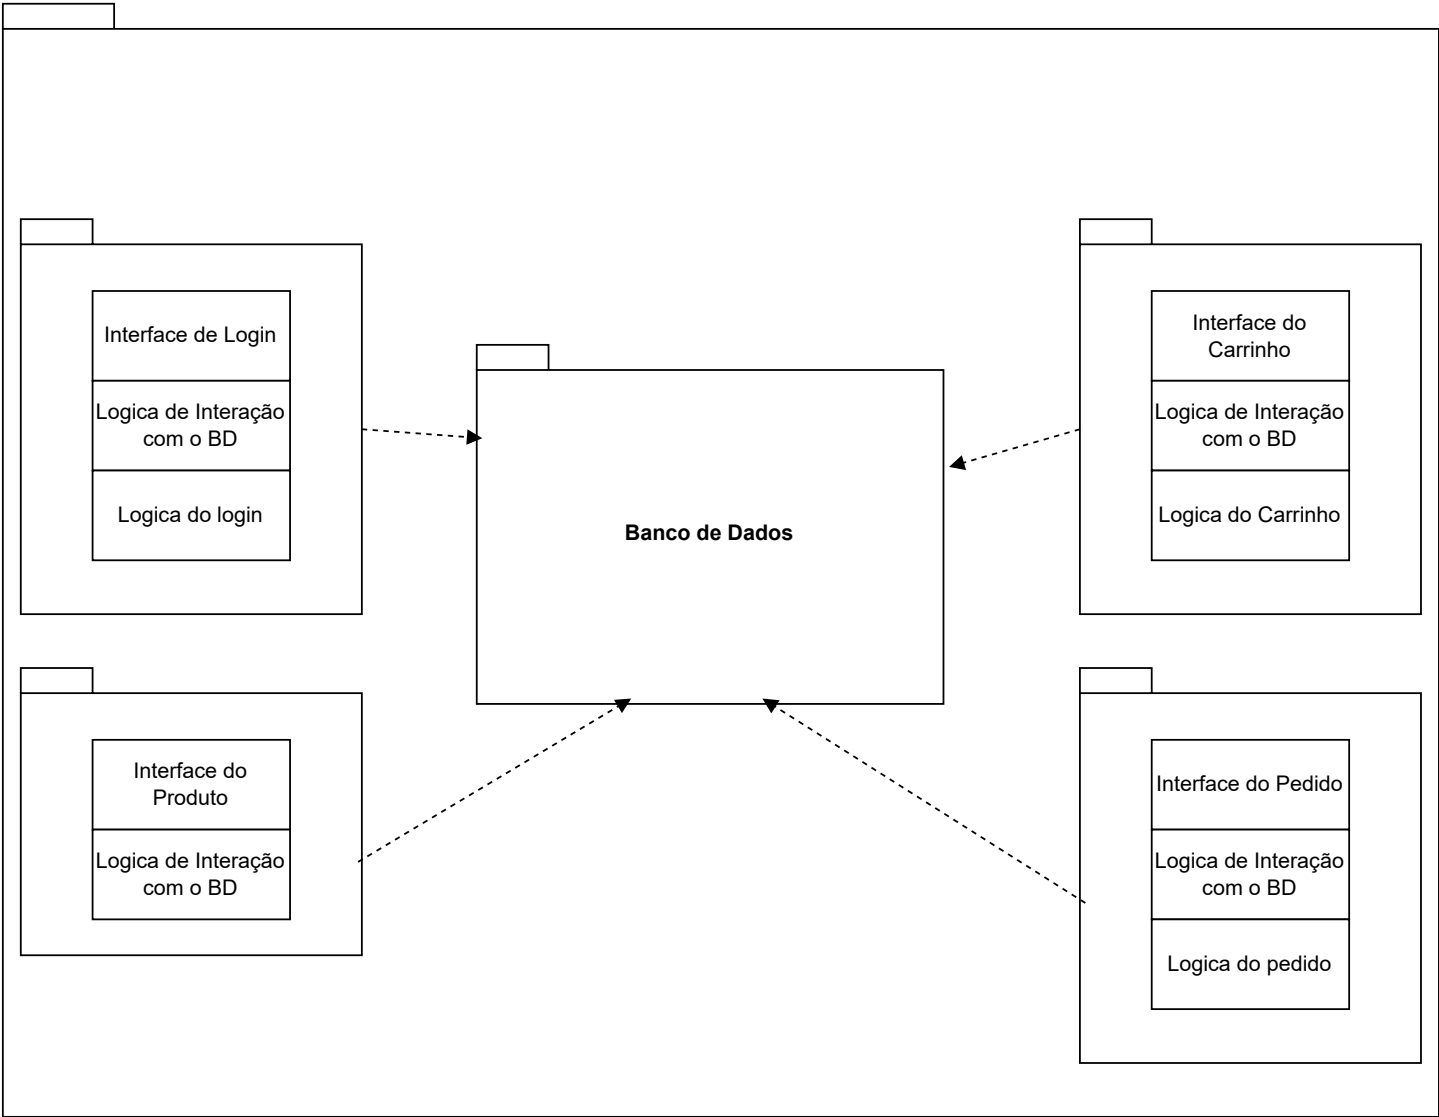 Interface de Login
Logica de Interação
com o BD
Logica do login
Banco de Dados
Interface do
Carrinho
Logica de Interação
com o BD
Logica do Carrinho
Interface do
Produto
Logica de Interação
com o BD
Interface do Pedido
Logica de Interação
com o BD
Logica do pedido